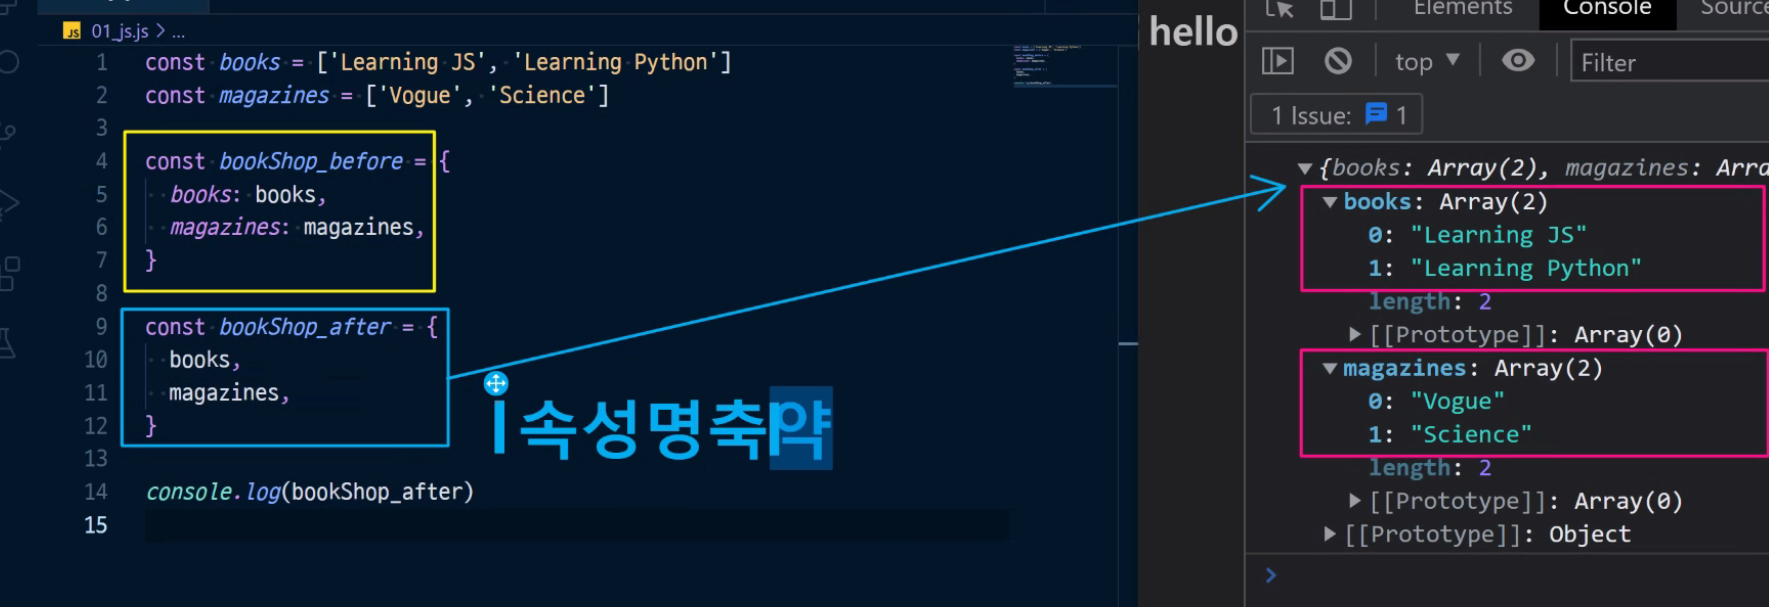 JS 01_js.js > ...
1 const books = ['Learning JS', 'Learning Python']
2 const magazines = ['Vogue', 'Science']
3
4 const bookShop_before = {
5 books: books,
6 magazines: magazines,
7 }
8
9 const bookShop_after = {
10 books,
11 magazines,
12 }
13
14 console.log(bookShop_after)
15
속성명축약
hello
Elements Console
top
Filter
1 Issue: 1
{books: Array(2), magazines:
books: Array(2)
0: "Learning JS"
1: "Learning Python"
length: 2
[[Prototype]]: Array(0)
magazines: Array(2)
0: "Vogue"
1: "Science"
length: 2
[[Prototype]]: Array(0)
[[Prototype]]: Object